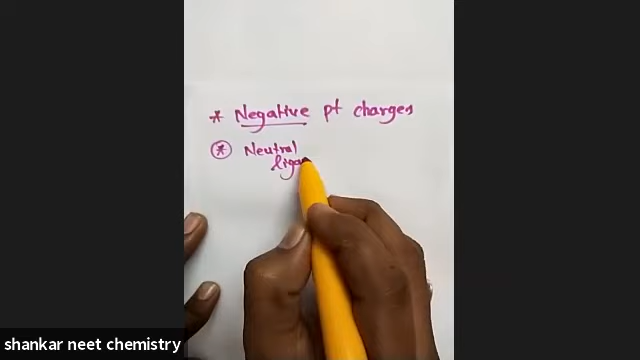 * Negative pt charges
* Neutral
shankar neet chemistry